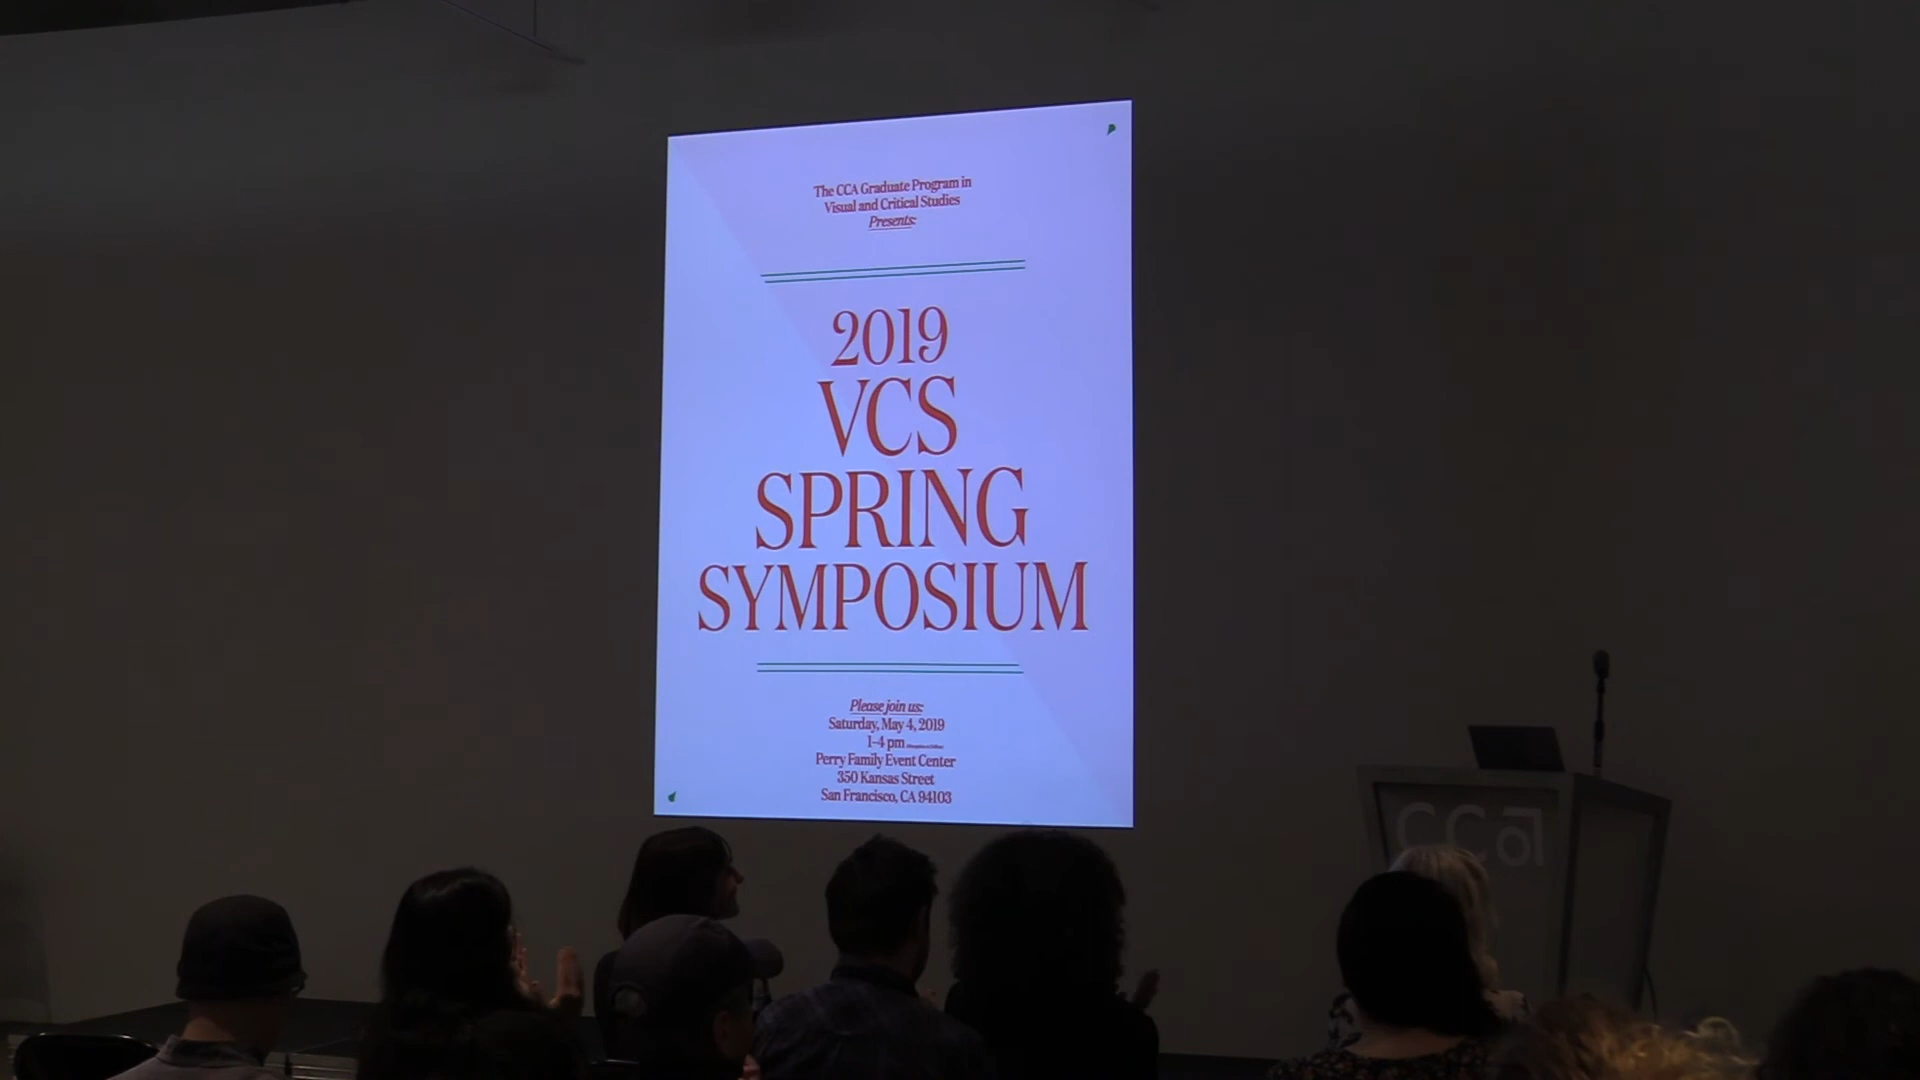 The CCA Graduate Program in
Visual and Critical Studies
Presents:
2019
VCS
SPRING
SYMPOSIUM
Please join us:
Saturday, May 4, 2019
1–4 pm
Perry Family Event Center
350 Kansas Street
San Francisco, CA 94103
CCa